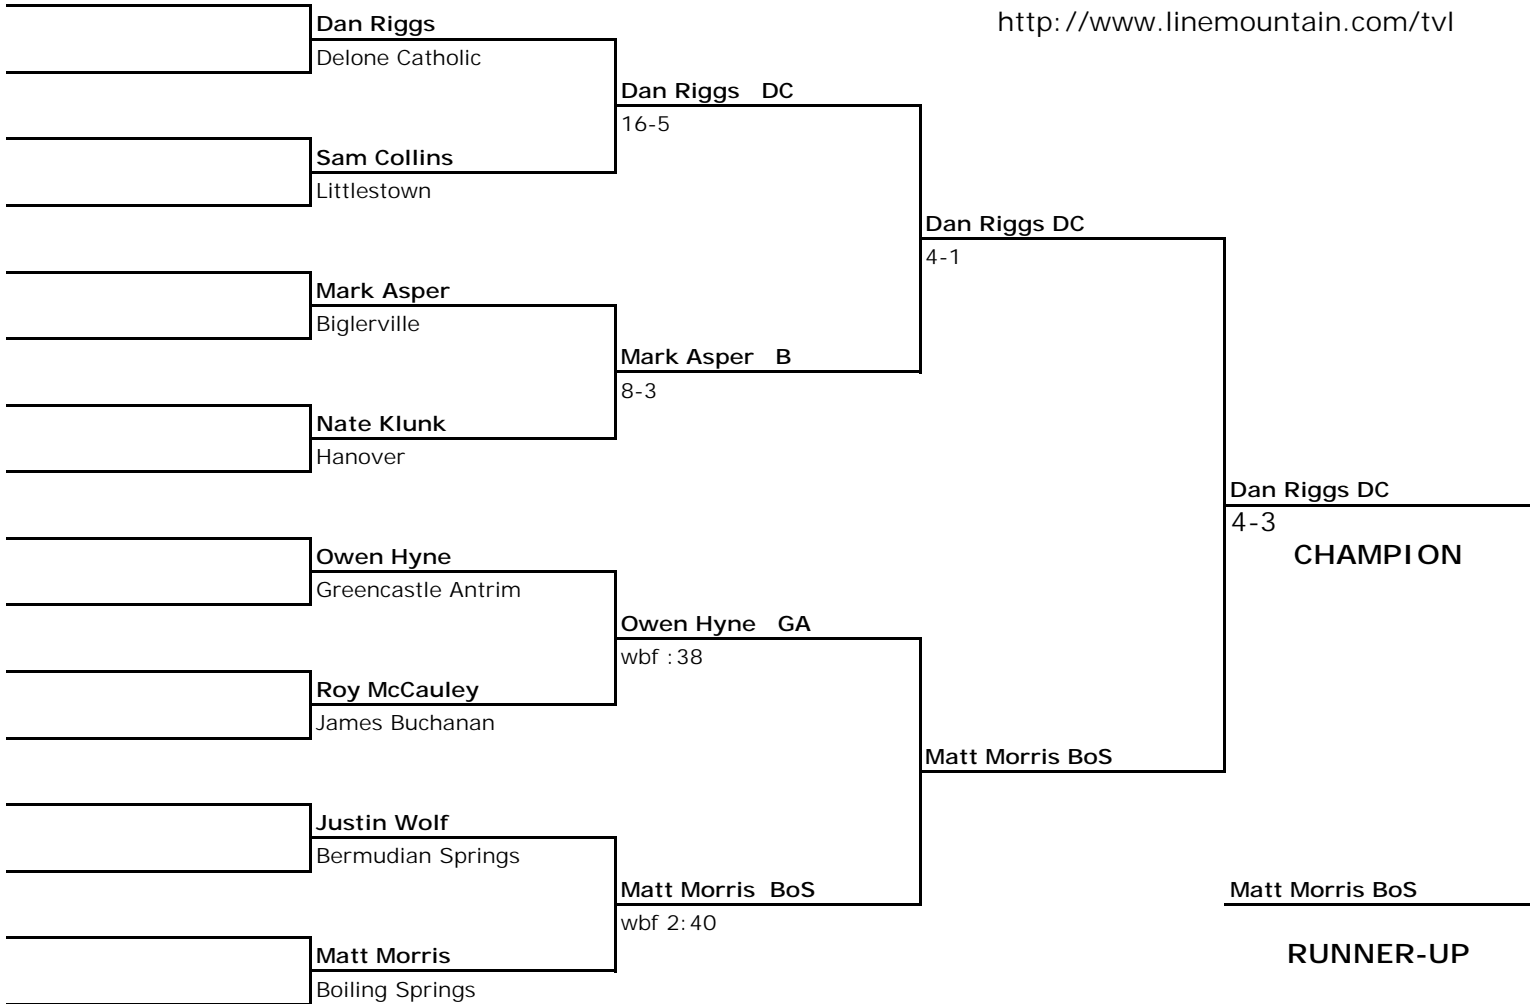 http://www.linemountain.com/tvl
Dan Riggs
Delone Catholic
Dan Riggs DC
16-5
Sam Collins
Littlestown
Dan Riggs DC
4-1
Mark Asper
Biglerville
Mark Asper B
8-3
Nate Klunk
Hanover
Dan Riggs DC
4-3
CHAMPION
Owen Hyne
Greencastle Antrim
Owen Hyne GA
wbf :38
Roy McCauley
James Buchanan
Matt Morris BoS
Justin Wolf
Bermudian Springs
Matt Morris BoS
wbf 2:40
Matt Morris BoS
RUNNER-UP
Matt Morris
Boiling Springs